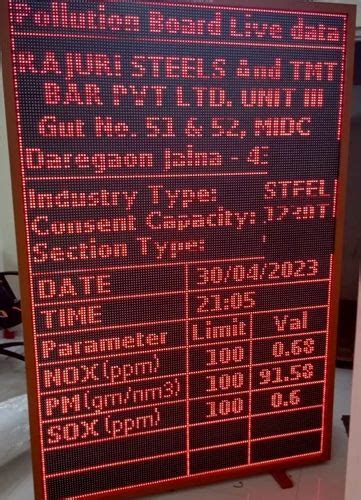 Pollution Board Live data
RAJURI STEELS And TMT
BAR PVT LTD. UNIT III
Gut No. 51 & 52, MIDC
Daregaon Jalna - 43
Industry Type: STEEL
Consent Capacity:
Section Type:
DATE 30/04/2023
TIME 21:05
Parameter Limit Val
NOX(ppm) 100 0.68
PM(gm/nm3) 100 91.58
SOX(ppm) 100 0.6